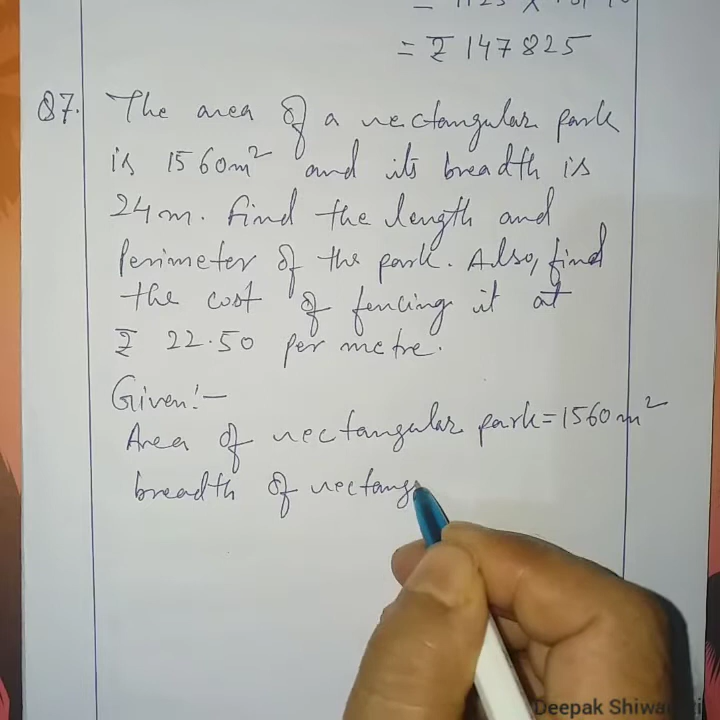 = ₹ 147825
Q7. The area of a rectangular park
is 1560m² and its breadth is
24m. find the length and
Perimeter of the park. Also, find
the cost of fencing it at
₹ 22.50 per metre.
Given:-
Area of rectangular park=1560m²
breadth of rectang
Deepak